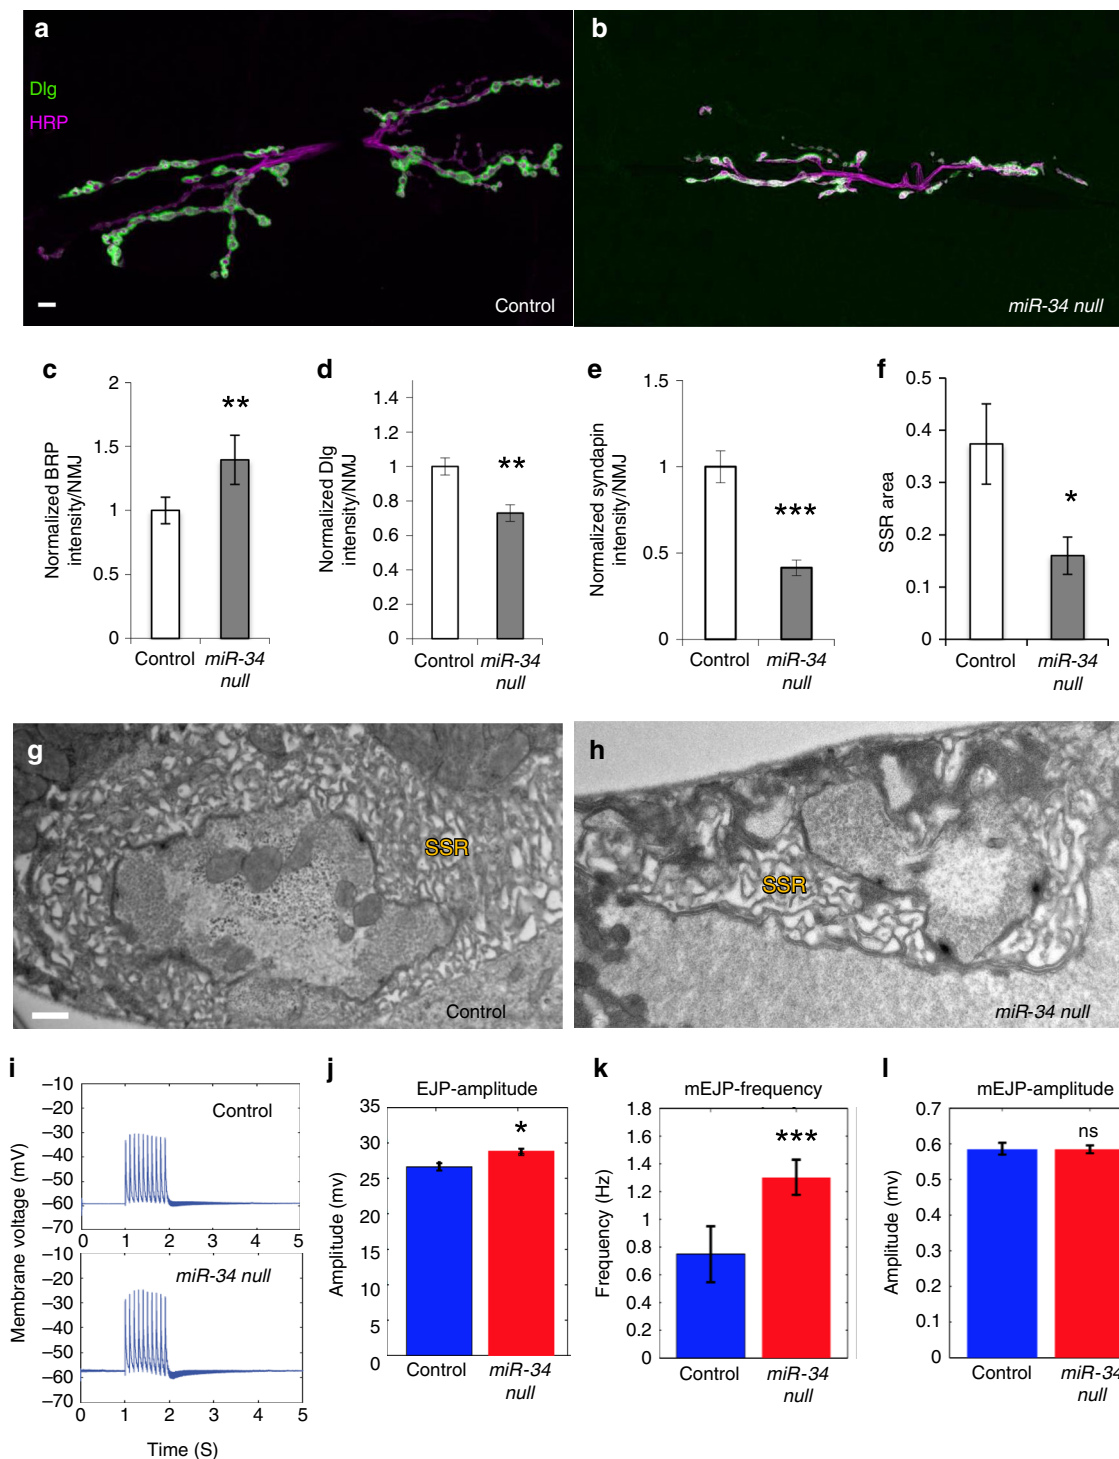 a
b
Dlg
HRP
Control
miR-34 null
c
d
e
f
Normalized BRP
intensity/NMJ
2
1.5
1
0.5
0
**
Control
miR-34
null
Normalized Dlg
intensity/NMJ
1.4
1.2
1
0.8
0.6
0.4
0.2
0
**
Control
miR-34
null
Normalized syndapin
intensity/NMJ
1.5
1
0.5
0
***
Control
miR-34
null
SSR area
0.5
0.4
0.3
0.2
0.1
0
*
Control
miR-34
null
g
SSR
Control
h
SSR
miR-34 null
i
Membrane voltage (mV)
–10
–20
–30
–40
–50
–60
–70
Control
0
1
2
3
4
5
–10
–20
–30
–40
–50
–60
–70
miR-34 null
0
1
2
3
4
5
Time (S)
j
EJP-amplitude
Amplitude (mv)
35
30
25
20
15
10
5
0
*
Control
miR-34
null
k
mEJP-frequency
Frequency (Hz)
1.8
1.6
1.4
1.2
1
0.8
0.6
0.4
0.2
0
***
Control
miR-34
null
l
mEJP-amplitude
Amplitude (mv)
0.7
0.6
0.5
0.4
0.3
0.2
0.1
0
ns
Control
miR-34
null